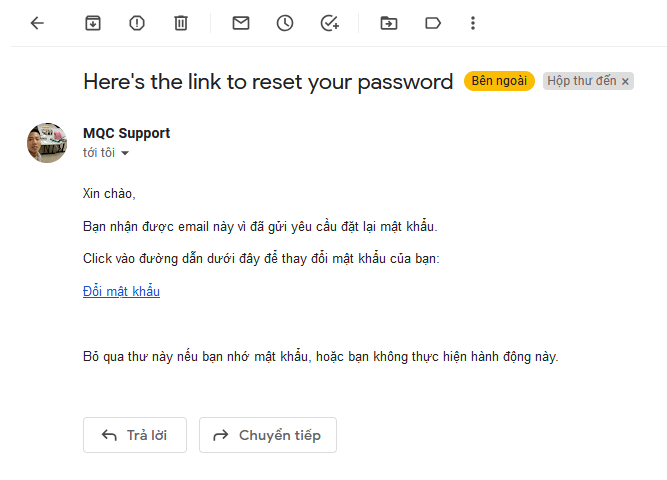 Here's the link to reset your password Bên ngoài Hộp thư đến ×
MQC Support
tới tôi
Xin chào,
Bạn nhận được email này vì đã gửi yêu cầu đặt lại mật khẩu.
Click vào đường dẫn dưới đây để thay đổi mật khẩu của bạn:
Đổi mật khẩu
Bỏ qua thư này nếu bạn nhớ mật khẩu, hoặc bạn không thực hiện hành động này.
Trả lời Chuyển tiếp